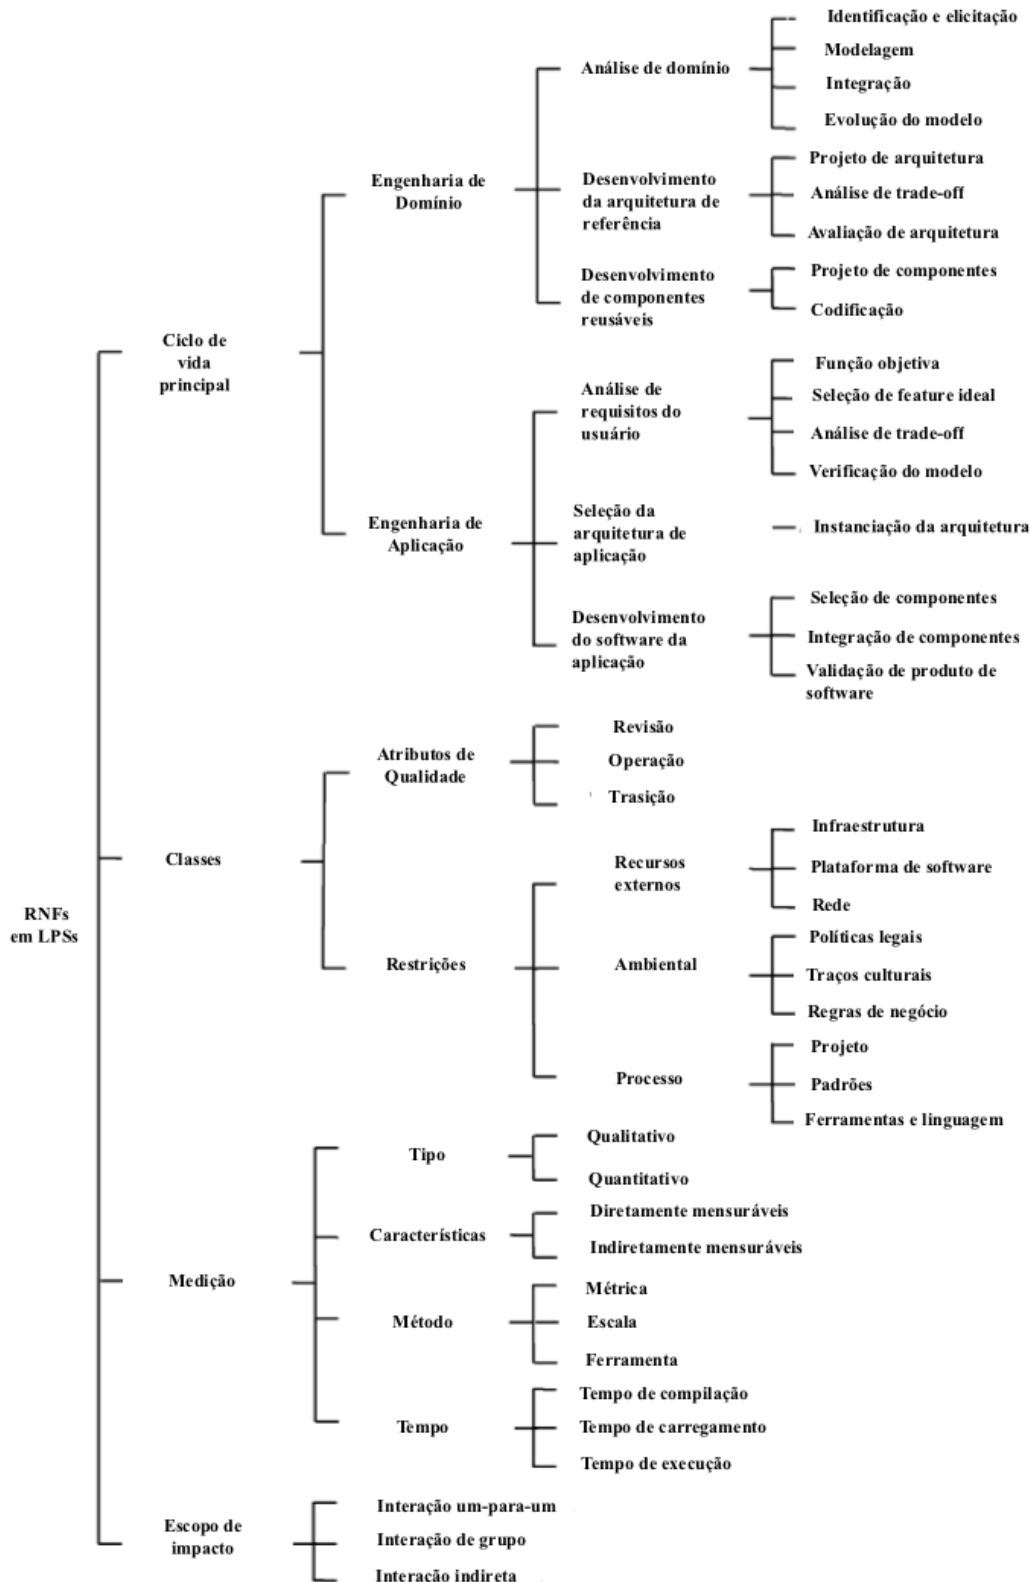 RNFs
em LPSs
Ciclo de
vida
principal
Engenharia de
Domínio
Análise de domínio
Identificação e elicitação
Modelagem
Integração
Evolução do modelo
Desenvolvimento
da arquitetura de
referência
Projeto de arquitetura
Análise de trade-off
Avaliação de arquitetura
Desenvolvimento
de componentes
reusáveis
Projeto de componentes
Codificação
Engenharia de
Aplicação
Análise de
requisitos do
usuário
Função objetiva
Seleção de feature ideal
Análise de trade-off
Verificação do modelo
Seleção da
arquitetura de
aplicação
Instanciação da arquitetura
Desenvolvimento
do software da
aplicação
Seleção de componentes
Integração de componentes
Validação de produto de
software
Classes
Atributos de
Qualidade
Revisão
Operação
Trasição
Restrições
Recursos
externos
Infraestrutura
Plataforma de software
Rede
Ambiental
Políticas legais
Traços culturais
Regras de negócio
Processo
Projeto
Padrões
Ferramentas e linguagem
Medição
Tipo
Qualitativo
Quantitativo
Características
Diretamente mensuráveis
Indiretamente mensuráveis
Método
Métrica
Escala
Ferramenta
Tempo
Tempo de compilação
Tempo de carregamento
Tempo de execução
Escopo de
impacto
Interação um-para-um
Interação de grupo
Interação indireta